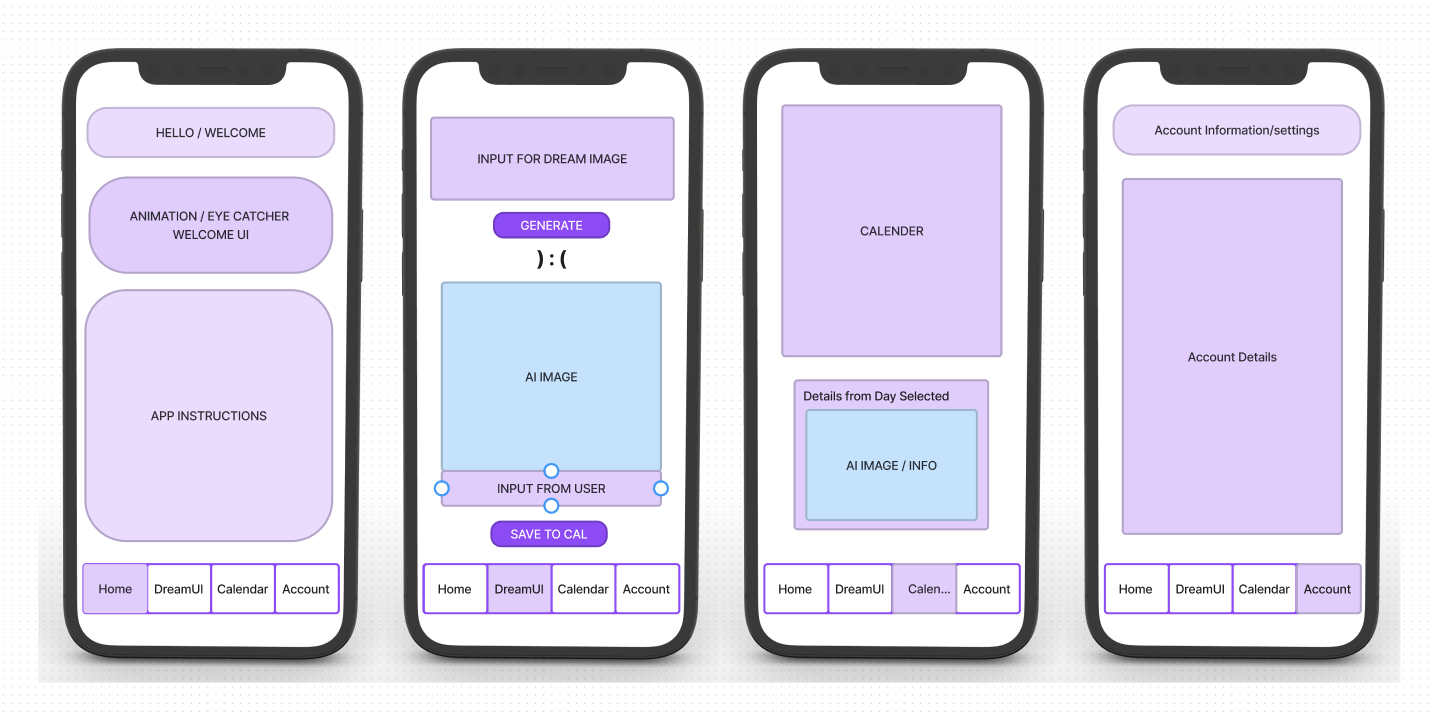 HELLO / WELCOME
ANIMATION / EYE CATCHER
WELCOME UI
APP INSTRUCTIONS
Home
DreamUI
Calendar
Account
INPUT FOR DREAM IMAGE
GENERATE
):(
AI IMAGE
INPUT FROM USER
SAVE TO CAL
Home
DreamUI
Calendar
Account
CALENDER
Details from Day Selected
AI IMAGE / INFO
Home
DreamUI
Calen...
Account
Account Information/settings
Account Details
Home
DreamUI
Calendar
Account